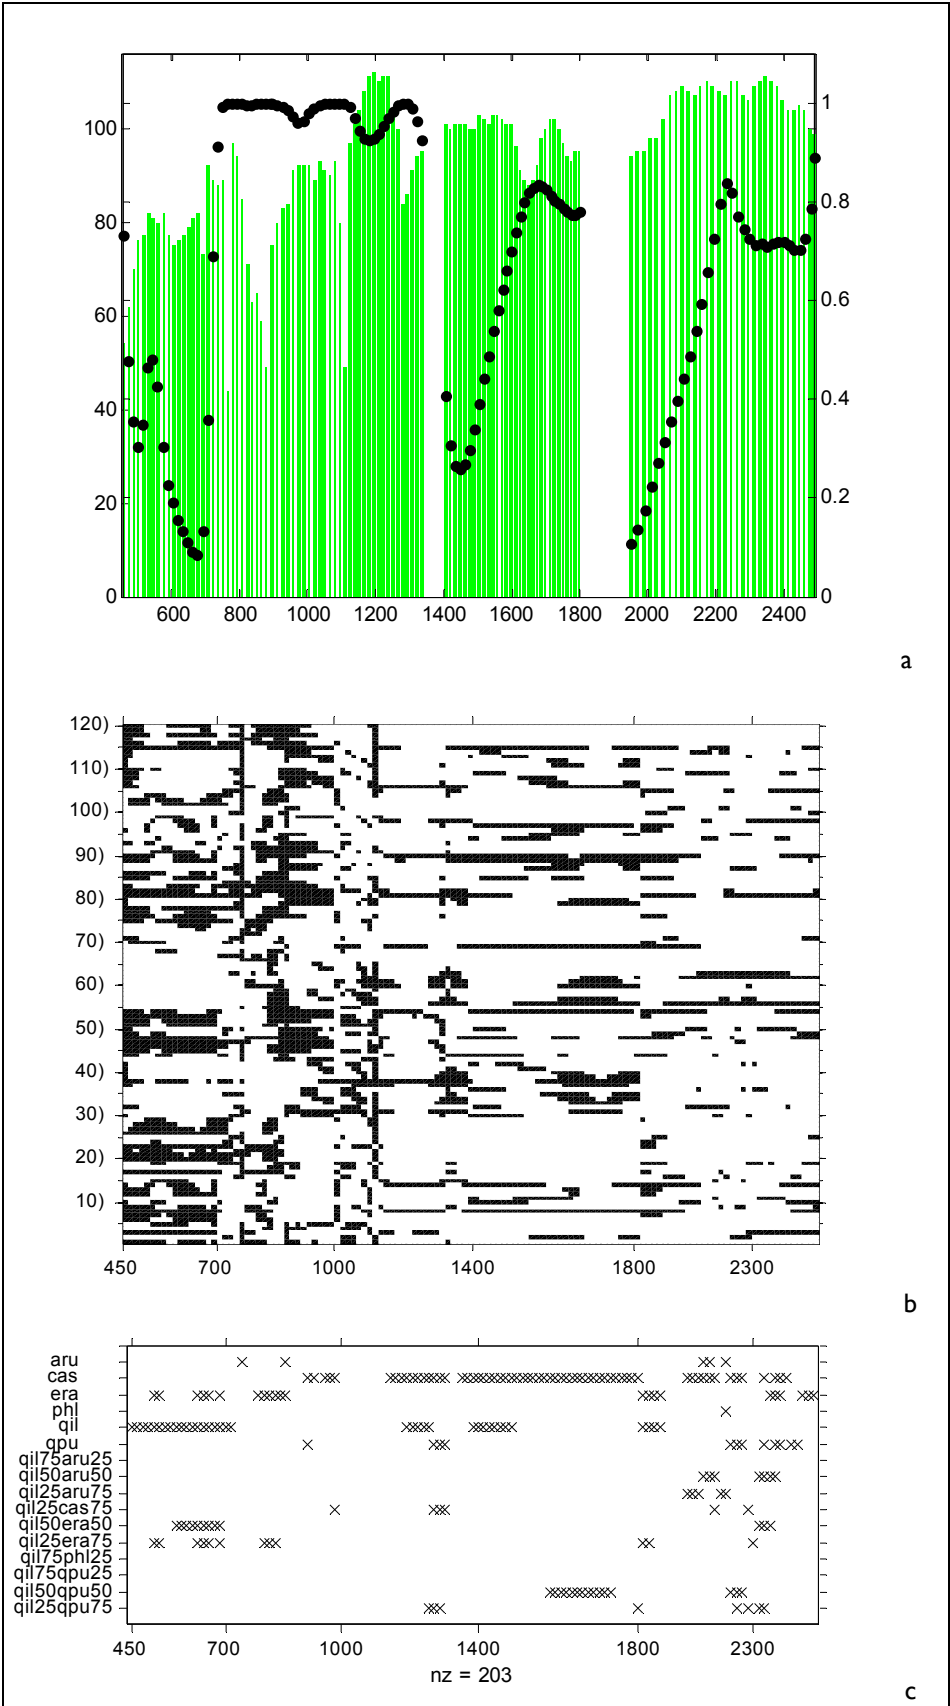 100
80
60
40
20
0
1
0.8
0.6
0.4
0.2
0
600 800 1000 1200 1400 1600 1800 2000 2200 2400
a
120)
110)
100)
90)
80)
70)
60)
50)
40)
30)
20)
10)
450 700 1000 1400 1800 2300
b
aru
cas
era
phl
qil
qpu
qil75aru25
qil50aru50
qil25aru75
qil25cas75
qil50era50
qil25era75
qil75phl25
qil75qpu25
qil50qpu50
qil25qpu75
450 700 1000 1400 1800 2300
nz = 203
c